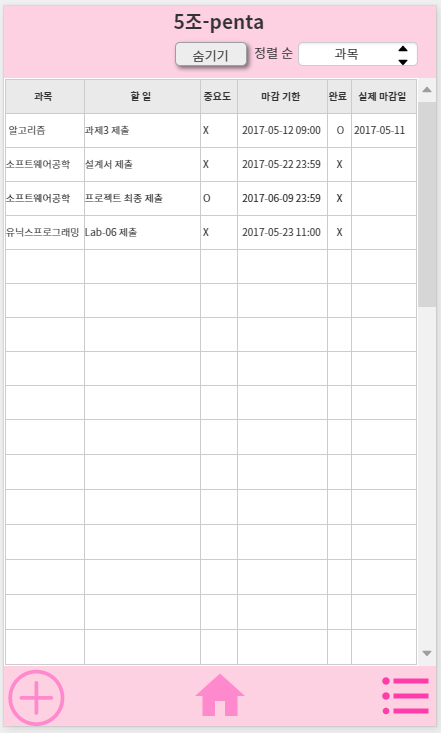 5조-penta
숨기기 정렬 순 과목
과목 할 일 중요도 마감 기한 완료 실제 마감일
알고리즘 과제3 제출 X 2017-05-12 09:00 O 2017-05-11
소프트웨어공학 설계서 제출 X 2017-05-22 23:59 X
소프트웨어공학 프로젝트 최종 제출 O 2017-06-09 23:59 X
유닉스프로그래밍 Lab-06 제출 X 2017-05-23 11:00 X